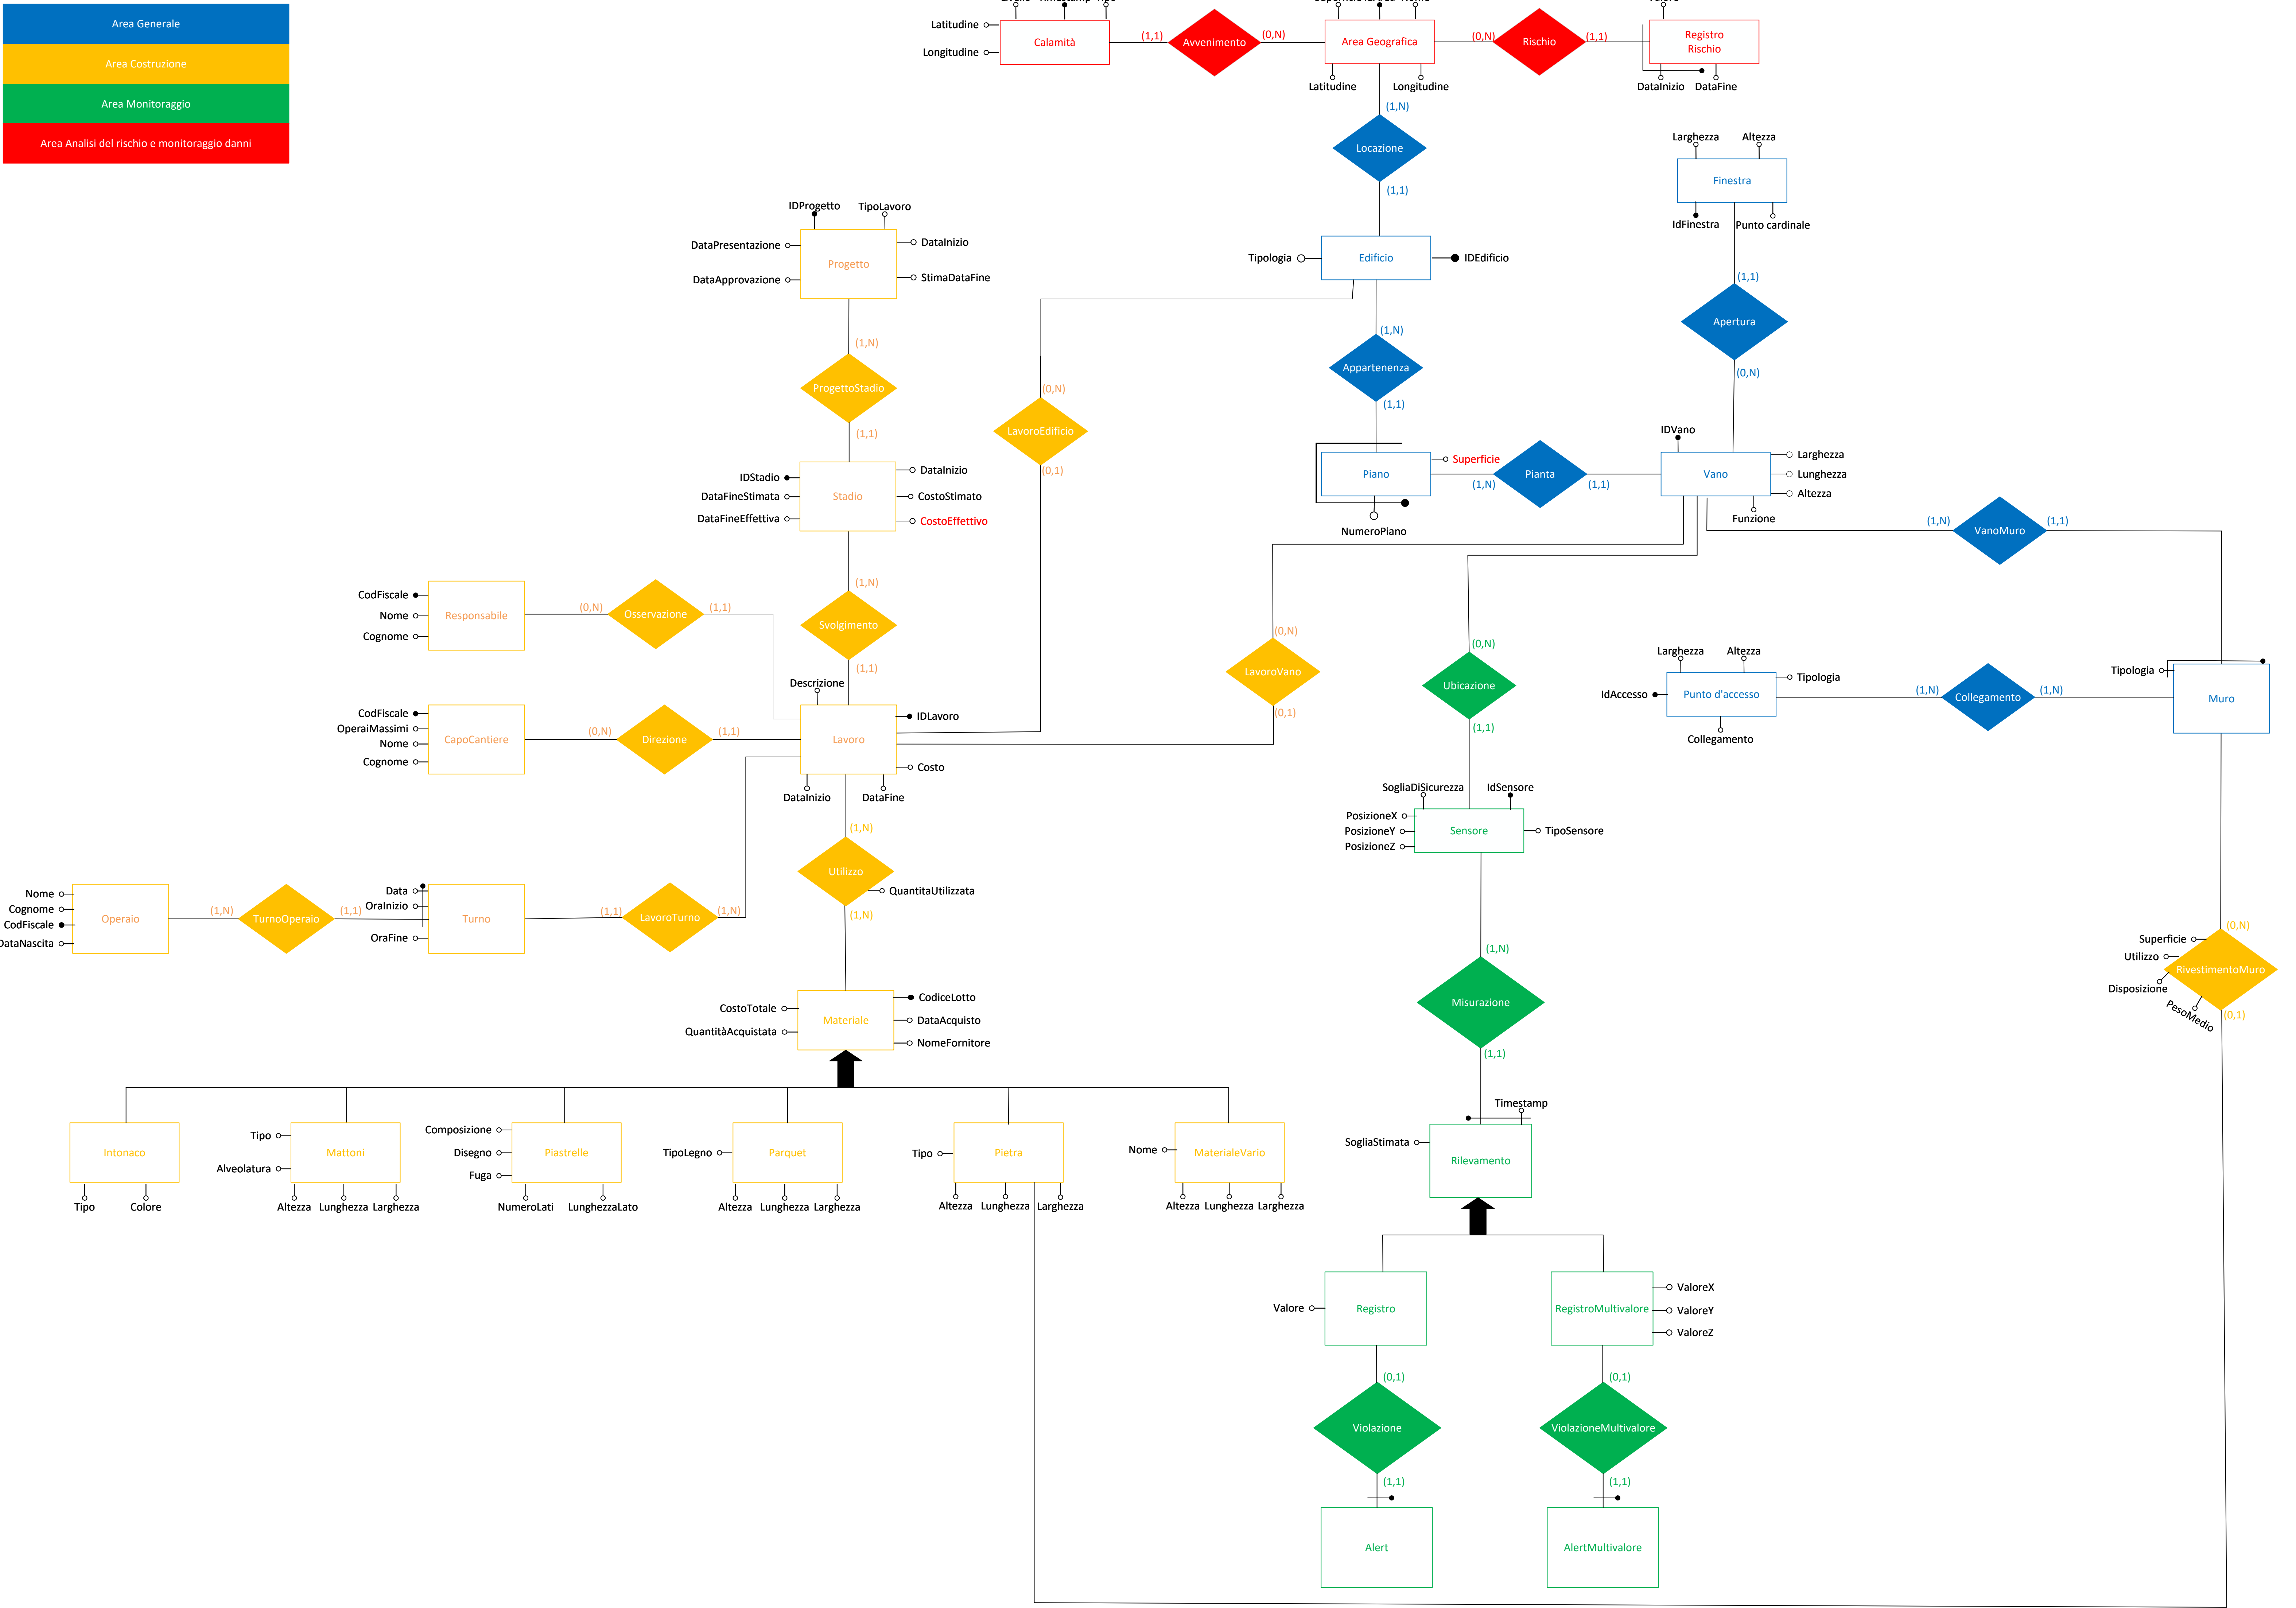 Area Generale
Area Costruzione
Area Monitoraggio
Area Analisi del rischio e monitoraggio danni
Latitudine
Longitudine
Calamità
(1,1)
Avvenimento
(0,N)
Area Geografica
Latitudine
Longitudine
(0,N)
Rischio
(1,1)
Registro
Rischio
DataInizio
DataFine
(1,N)
Locazione
(1,1)
Larghezza
Altezza
Finestra
IdFinestra
Punto cardinale
(1,1)
Apertura
(0,N)
Tipologia
Edificio
IDEdificio
(1,N)
Appartenenza
(1,1)
IDProgetto
TipoLavoro
DataPresentazione
DataApprovazione
Progetto
DataInizio
StimaDataFine
(1,N)
ProgettoStadio
(1,1)
(0,N)
LavoroEdificio
(0,1)
Piano
Superficie
NumeroPiano
(1,N)
Pianta
(1,1)
IDVano
Vano
Larghezza
Lunghezza
Altezza
Funzione
(1,N)
VanoMuro
(1,1)
IDStadio
DataFineStimata
DataFineEffettiva
Stadio
DataInizio
CostoStimato
CostoEffettivo
(1,N)
Svolgimento
(1,1)
CodFiscale
Nome
Cognome
Responsabile
(0,N)
Osservazione
(1,1)
(0,N)
LavoroVano
(0,1)
(0,N)
Ubicazione
(1,1)
Larghezza
Altezza
IdAccesso
Punto d'accesso
Tipologia
Collegamento
(1,N)
Collegamento
(1,N)
Tipologia
Muro
CodFiscale
OperaiMassimi
Nome
Cognome
CapoCantiere
(0,N)
Direzione
(1,1)
Descrizione
Lavoro
IDLavoro
Costo
DataInizio
DataFine
(1,N)
Utilizzo
QuantitaUtilizzata
(1,N)
SogliaDiSicurezza
IdSensore
PosizioneX
PosizioneY
PosizioneZ
Sensore
TipoSensore
Nome
Cognome
CodFiscale
DataNascita
Operaio
(1,N)
TurnoOperaio
(1,1)
Data
OraInizio
OraFine
Turno
(1,1)
LavoroTurno
(1,N)
(1,N)
Misurazione
(1,1)
(0,N)
Superficie
Utilizzo
Disposizione
PesoMedio
RivestimentoMuro
(0,1)
CostoTotale
QuantitàAcquistata
Materiale
CodiceLotto
DataAcquisto
NomeFornitore
Intonaco
Tipo
Colore
Tipo
Alveolatura
Mattoni
Altezza
Lunghezza
Larghezza
Composizione
Disegno
Fuga
Piastrelle
NumeroLati
LunghezzaLato
TipoLegno
Parquet
Altezza
Lunghezza
Larghezza
Tipo
Pietra
Altezza
Lunghezza
Larghezza
Nome
MaterialeVario
Altezza
Lunghezza
Larghezza
Timestamp
SogliaStimata
Rilevamento
Valore
Registro
RegistroMultivalore
ValoreX
ValoreY
ValoreZ
(0,1)
Violazione
(1,1)
Alert
(0,1)
ViolazioneMultivalore
(1,1)
AlertMultivalore